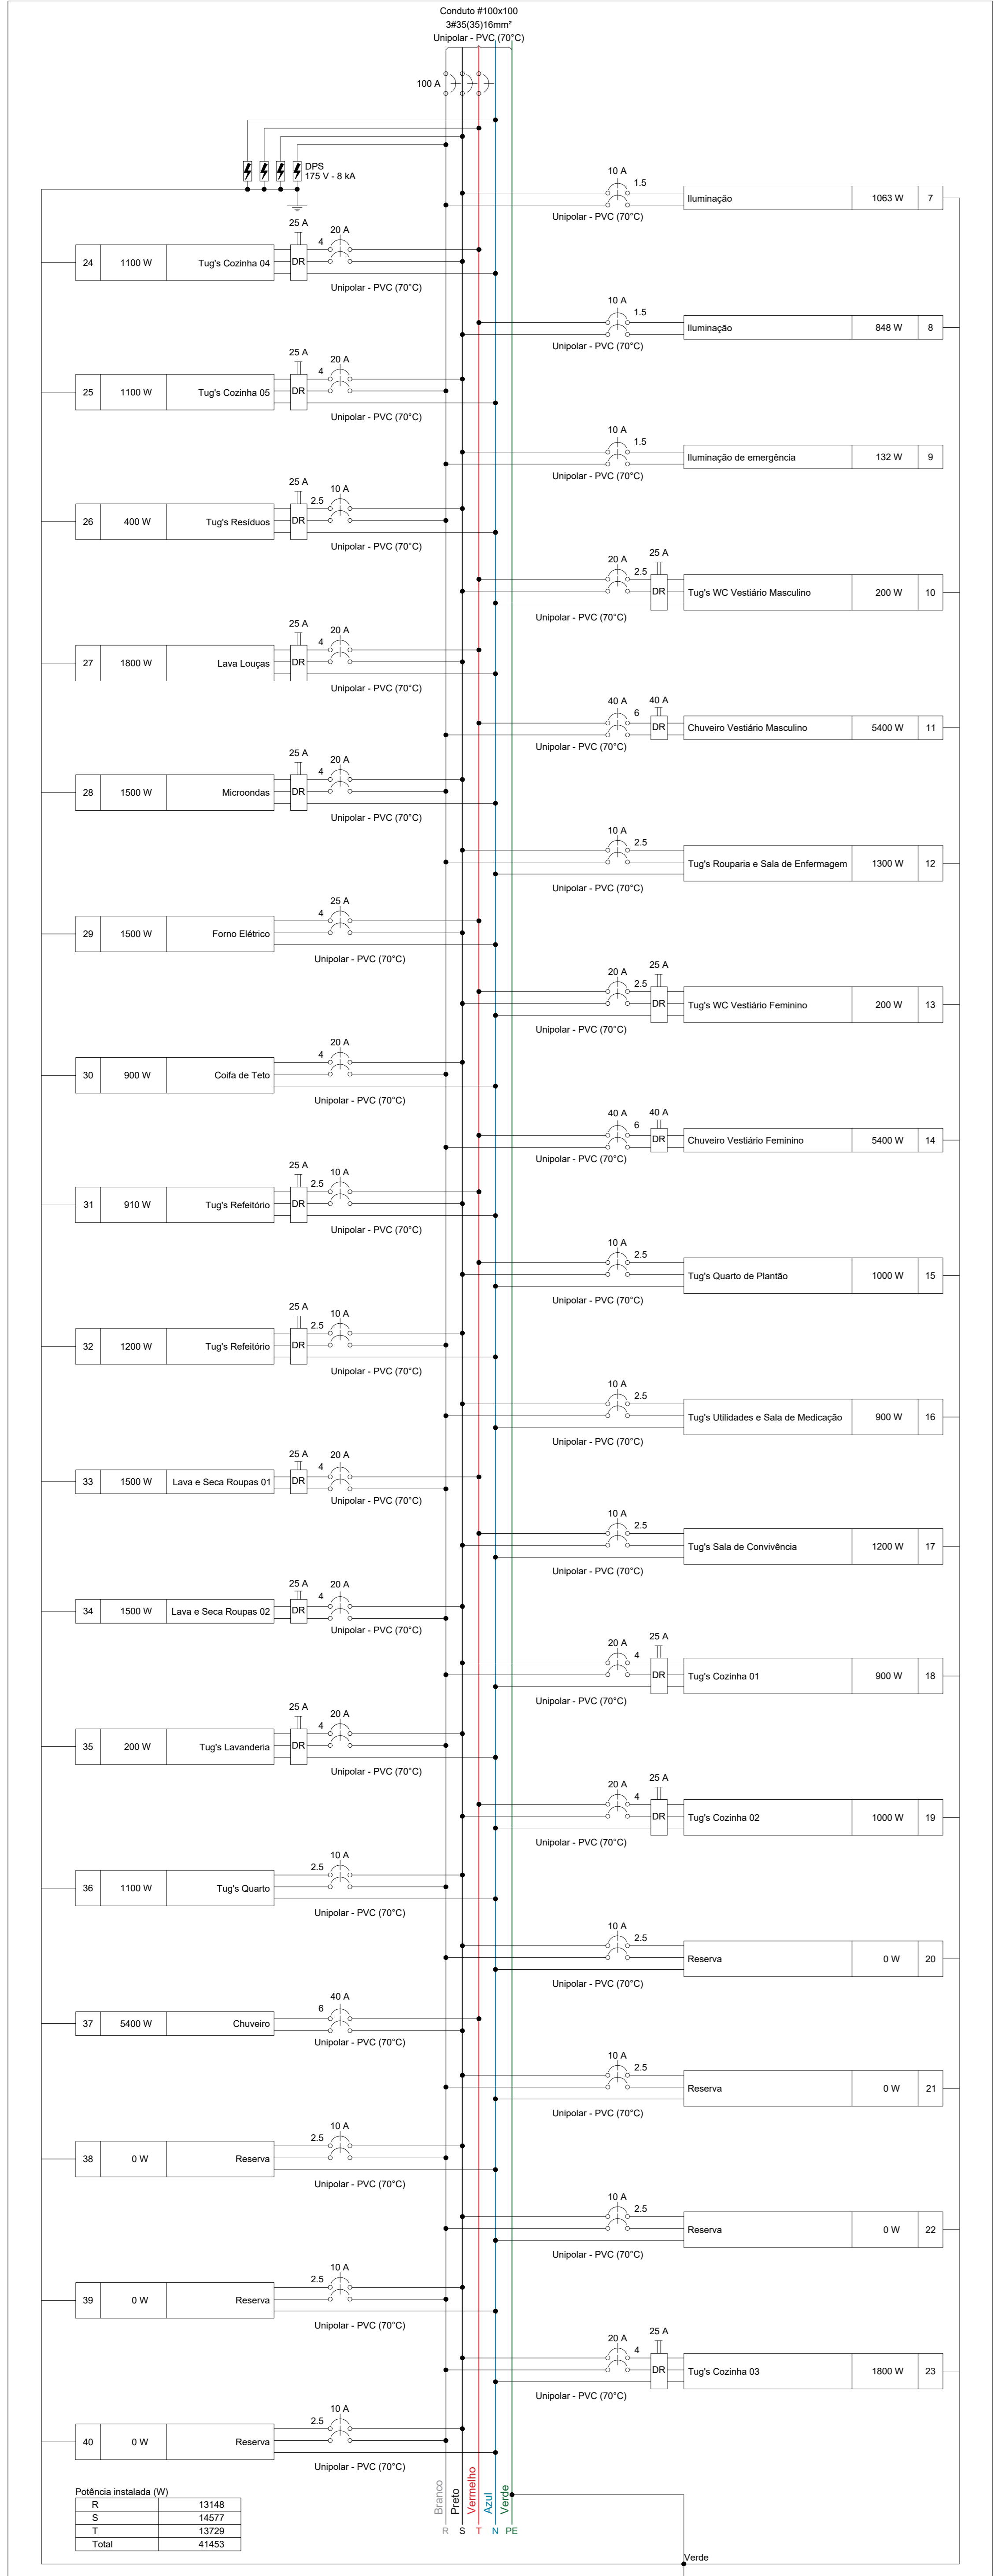 Conduto #100x100
3#35(35)16mm²
Unipolar - PVC (70°C)
100 A
DPS
175 V - 8 kA
10 A
1.5
Iluminação 1063 W 7
Unipolar - PVC (70°C)
25 A
20 A
4
24 1100 W Tug's Cozinha 04 DR
Unipolar - PVC (70°C)
10 A
1.5
Iluminação 848 W 8
Unipolar - PVC (70°C)
25 A
20 A
4
25 1100 W Tug's Cozinha 05 DR
Unipolar - PVC (70°C)
10 A
1.5
Iluminação de emergência 132 W 9
Unipolar - PVC (70°C)
25 A
10 A
2.5
26 400 W Tug's Resíduos DR
Unipolar - PVC (70°C)
25 A
20 A
2.5
DR Tug's WC Vestiário Masculino 200 W 10
Unipolar - PVC (70°C)
25 A
20 A
4
27 1800 W Lava Louças DR
Unipolar - PVC (70°C)
40 A
40 A
6
DR Chuveiro Vestiário Masculino 5400 W 11
Unipolar - PVC (70°C)
25 A
20 A
4
28 1500 W Microondas DR
Unipolar - PVC (70°C)
10 A
2.5
Tug's Rouparia e Sala de Enfermagem 1300 W 12
Unipolar - PVC (70°C)
25 A
4
29 1500 W Forno Elétrico
Unipolar - PVC (70°C)
25 A
20 A
2.5
DR Tug's WC Vestiário Feminino 200 W 13
Unipolar - PVC (70°C)
20 A
4
30 900 W Coifa de Teto
Unipolar - PVC (70°C)
40 A
40 A
6
DR Chuveiro Vestiário Feminino 5400 W 14
Unipolar - PVC (70°C)
25 A
10 A
2.5
31 910 W Tug's Refeitório DR
Unipolar - PVC (70°C)
10 A
2.5
Tug's Quarto de Plantão 1000 W 15
Unipolar - PVC (70°C)
25 A
10 A
2.5
32 1200 W Tug's Refeitório DR
Unipolar - PVC (70°C)
10 A
2.5
Tug's Utilidades e Sala de Medicação 900 W 16
Unipolar - PVC (70°C)
25 A
20 A
4
33 1500 W Lava e Seca Roupas 01 DR
Unipolar - PVC (70°C)
10 A
2.5
Tug's Sala de Convivência 1200 W 17
Unipolar - PVC (70°C)
25 A
20 A
4
34 1500 W Lava e Seca Roupas 02 DR
Unipolar - PVC (70°C)
25 A
20 A
4
DR Tug's Cozinha 01 900 W 18
Unipolar - PVC (70°C)
25 A
20 A
4
35 200 W Tug's Lavanderia DR
Unipolar - PVC (70°C)
25 A
20 A
4
DR Tug's Cozinha 02 1000 W 19
Unipolar - PVC (70°C)
10 A
2.5
36 1100 W Tug's Quarto
Unipolar - PVC (70°C)
10 A
2.5
Reserva 0 W 20
Unipolar - PVC (70°C)
40 A
6
37 5400 W Chuveiro
Unipolar - PVC (70°C)
10 A
2.5
Reserva 0 W 21
Unipolar - PVC (70°C)
10 A
2.5
38 0 W Reserva
Unipolar - PVC (70°C)
10 A
2.5
Reserva 0 W 22
Unipolar - PVC (70°C)
10 A
2.5
39 0 W Reserva
Unipolar - PVC (70°C)
25 A
20 A
4
DR Tug's Cozinha 03 1800 W 23
Unipolar - PVC (70°C)
10 A
2.5
40 0 W Reserva
Unipolar - PVC (70°C)
Branco Preto Vermelho Azul Verde
R S T N PE
Potência instalada (W)
R 13148
S 14577
T 13729
Total 41453
Verde